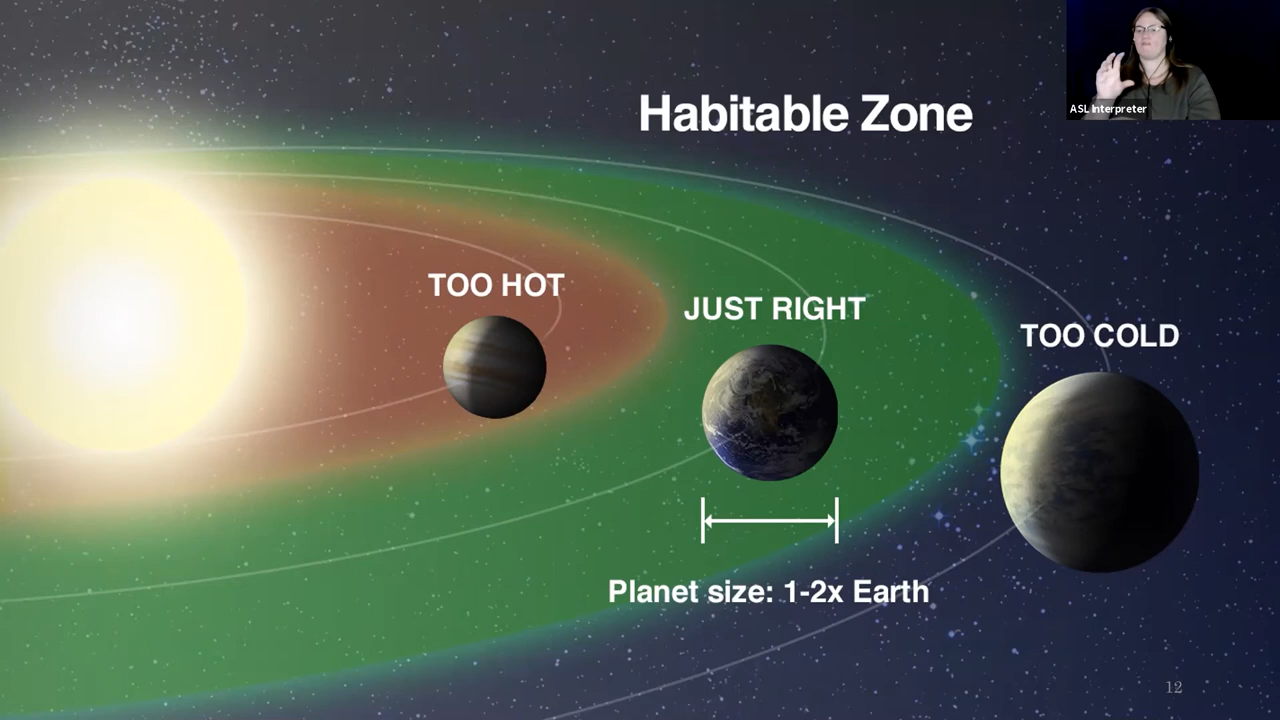 ASL Interpreter
Habitable Zone
TOO HOT
JUST RIGHT
TOO COLD
Planet size: 1-2x Earth
12